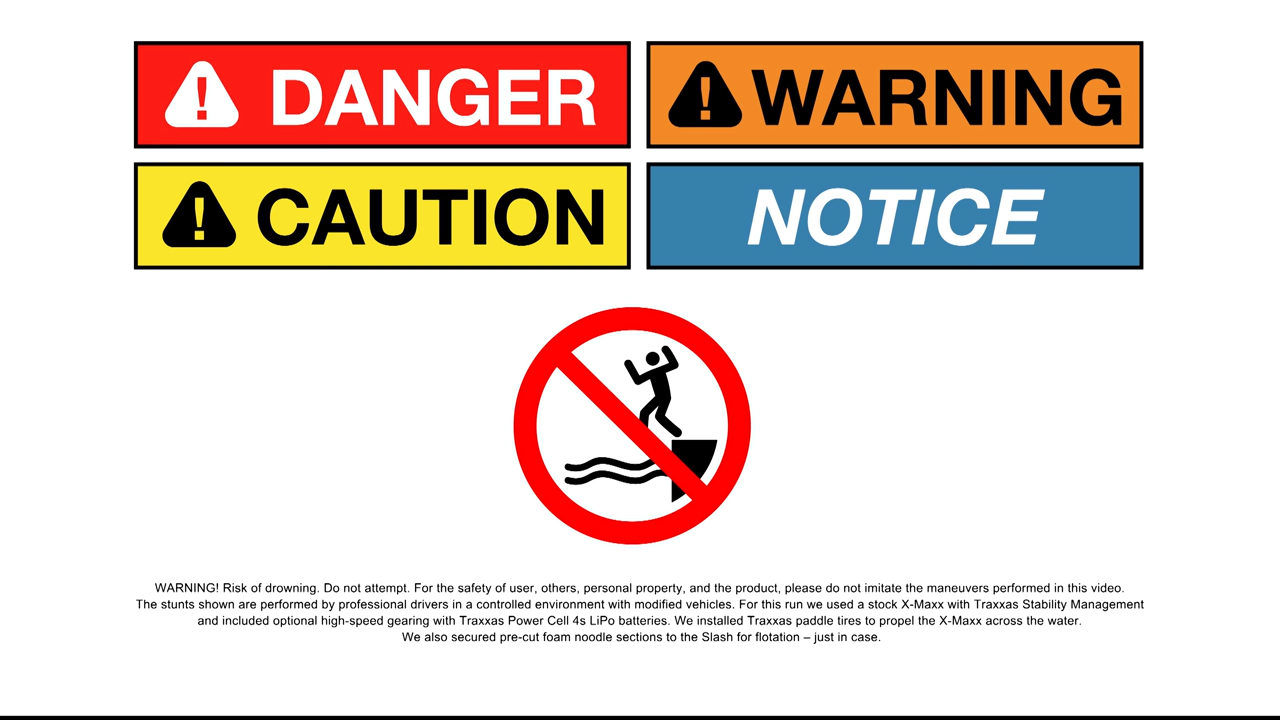 DANGER
WARNING
CAUTION
NOTICE
WARNING! Risk of drowning. Do not attempt. For the safety of user, others, personal property, and the product, please do not imitate the maneuvers performed in this video.
The stunts shown are performed by professional drivers in a controlled environment with modified vehicles. For this run we used a stock X-Maxx with Traxxas Stability Management
and included optional high-speed gearing with Traxxas Power Cell 4s LiPo batteries. We installed Traxxas paddle tires to propel the X-Maxx across the water.
We also secured pre-cut foam noodle sections to the Slash for flotation – just in case.